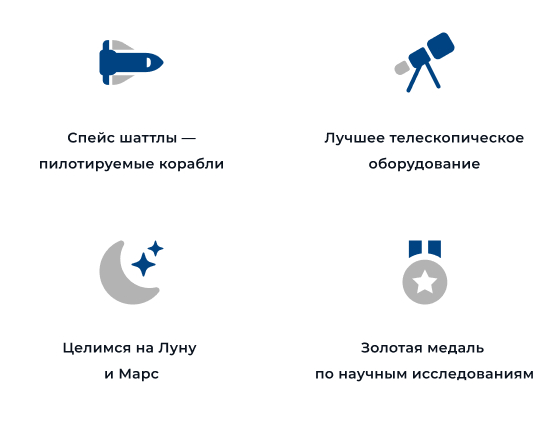 Спейс шаттлы —
пилотируемые корабли
Лучшее телескопическое
оборудование
Целимся на Луну
и Марс
Золотая медаль
по научным исследованиям